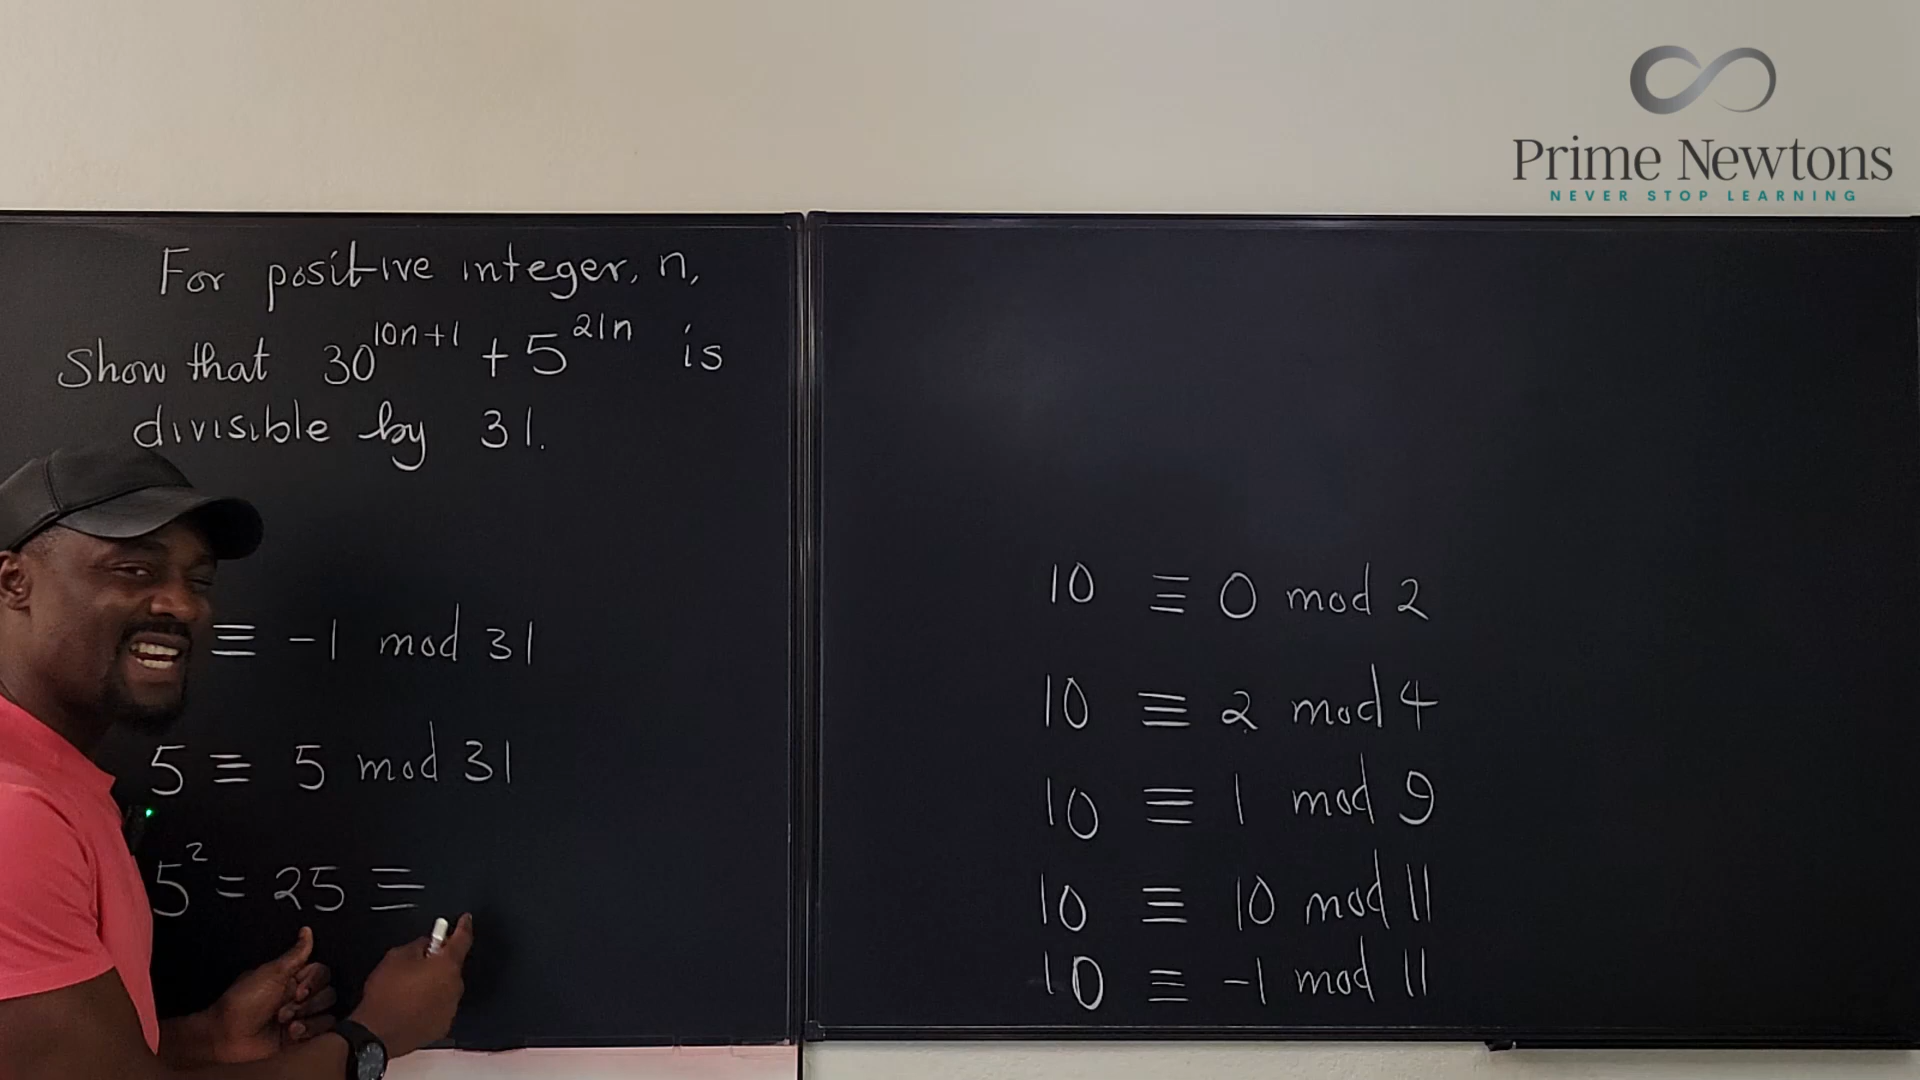 Prime Newtons
NEVER STOP LEARNING
For positive integer, n,
Show that 30^{10n+1} + 5^{21n} is
divisible by 31.
≡ -1 mod 31
5 ≡ 5 mod 31
5² = 25 ≡
10 ≡ 0 mod 2
10 ≡ 2 mod 4
10 ≡ 1 mod 9
10 ≡ 10 mod 11
10 ≡ -1 mod 11